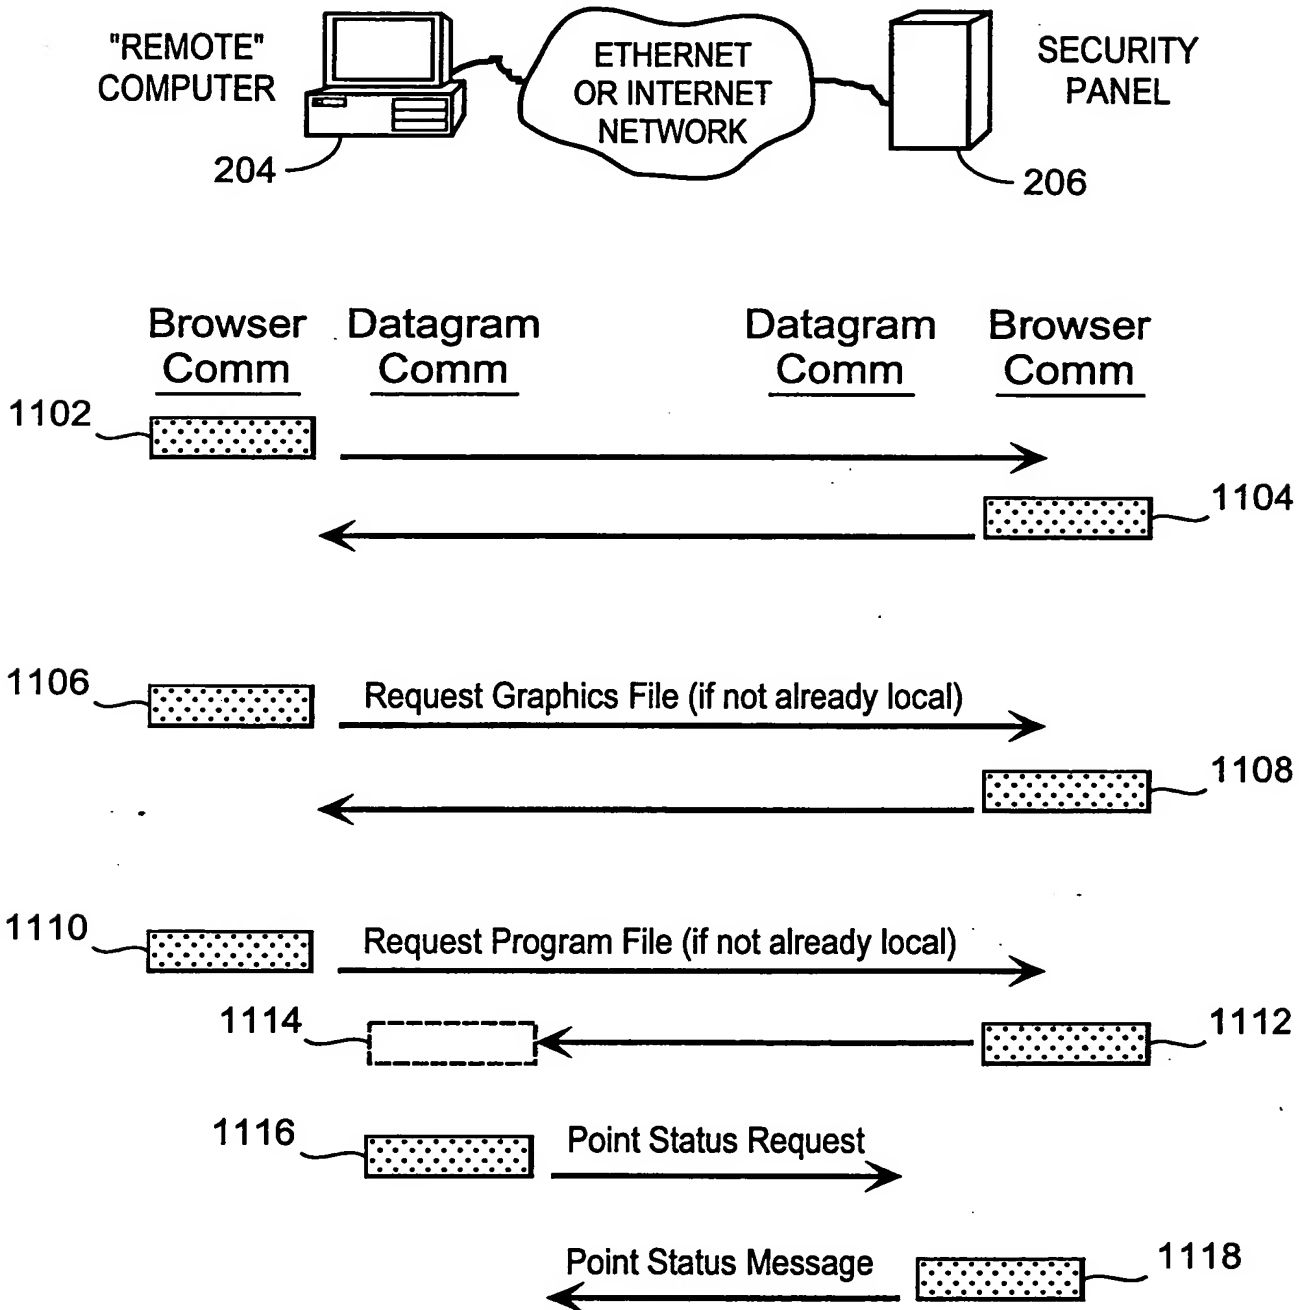 "REMOTE"
COMPUTER
ETHERNET
OR INTERNET
NETWORK
SECURITY
PANEL
204
206
Browser
Comm
Datagram
Comm
Datagram
Comm
Browser
Comm
1102
1104
1106
Request Graphics File (if not already local)
1108
1110
Request Program File (if not already local)
1114
1112
1116
Point Status Request
Point Status Message
1118